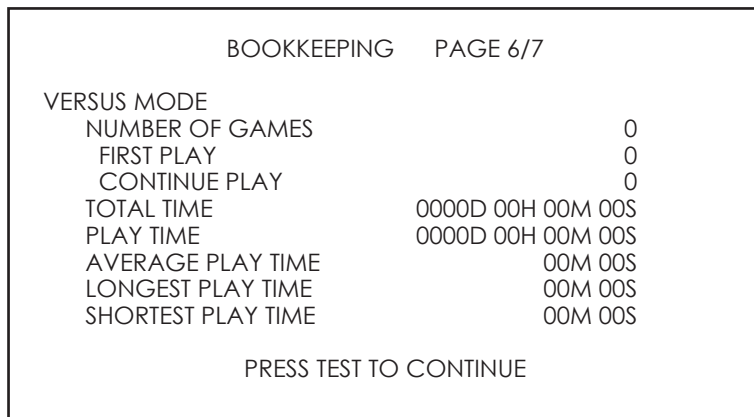 BOOKKEEPING PAGE 6/7
VERSUS MODE
NUMBER OF GAMES 0
FIRST PLAY 0
CONTINUE PLAY 0
TOTAL TIME 0000D 00H 00M 00S
PLAY TIME 0000D 00H 00M 00S
AVERAGE PLAY TIME 00M 00S
LONGEST PLAY TIME 00M 00S
SHORTEST PLAY TIME 00M 00S
PRESS TEST TO CONTINUE